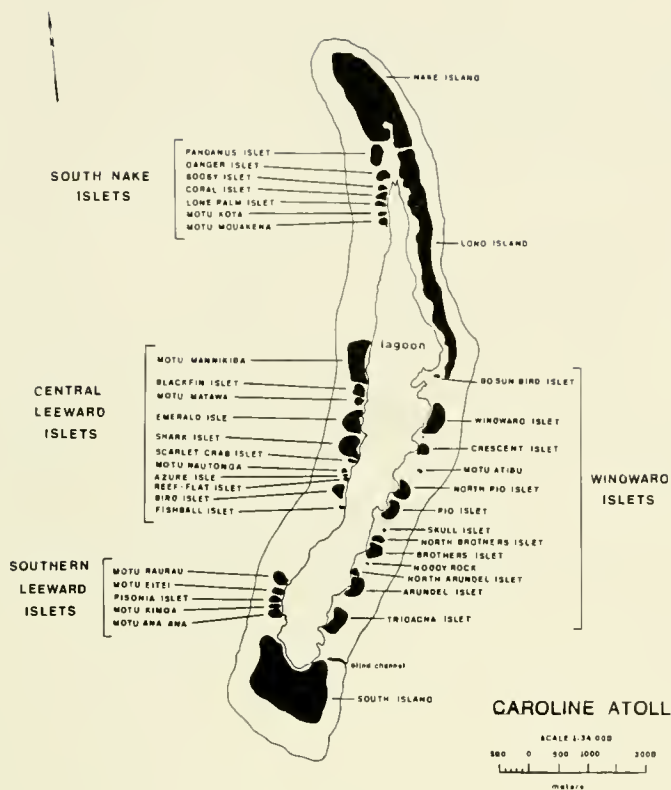 NAKE ISLAND
PANDANUS ISLET
DANGER ISLET
BOOBY ISLET
CORAL ISLET
LONE PALM ISLET
MOTU KOTA
MOTU MOUAKENA
SOUTH NAKE
ISLETS
LONG ISLAND
lagoon
MOTU MANNIKIBA
BLACKFIN ISLET
MOTU MATAWA
EMERALD ISLE
SHARK ISLET
SCARLET CRAB ISLET
MOTU NAUTONGA
AZURE ISLE
REEF-FLAT ISLET
BIRD ISLET
FISHBALL ISLET
CENTRAL
LEEWARD
ISLETS
BOSUN BIRD ISLET
WINDWARD ISLET
CRESCENT ISLET
MOTU ATIBU
NORTH PIG ISLET
PIG ISLET
SKULL ISLET
NORTH BROTHERS ISLET
BROTHERS ISLET
NODDY ROCK
NORTH ARUNDEL ISLET
ARUNDEL ISLET
TRIDACNA ISLET
WINDWARD
ISLETS
MOTU RAURAU
MOTU EITEI
PISONIA ISLET
MOTU KIMOA
MOTU ANA ANA
SOUTHERN
LEEWARD
ISLETS
blind channel
SOUTH ISLAND
CAROLINE ATOLL
SCALE 1:34 000
500 0 500 1000 2000
meters